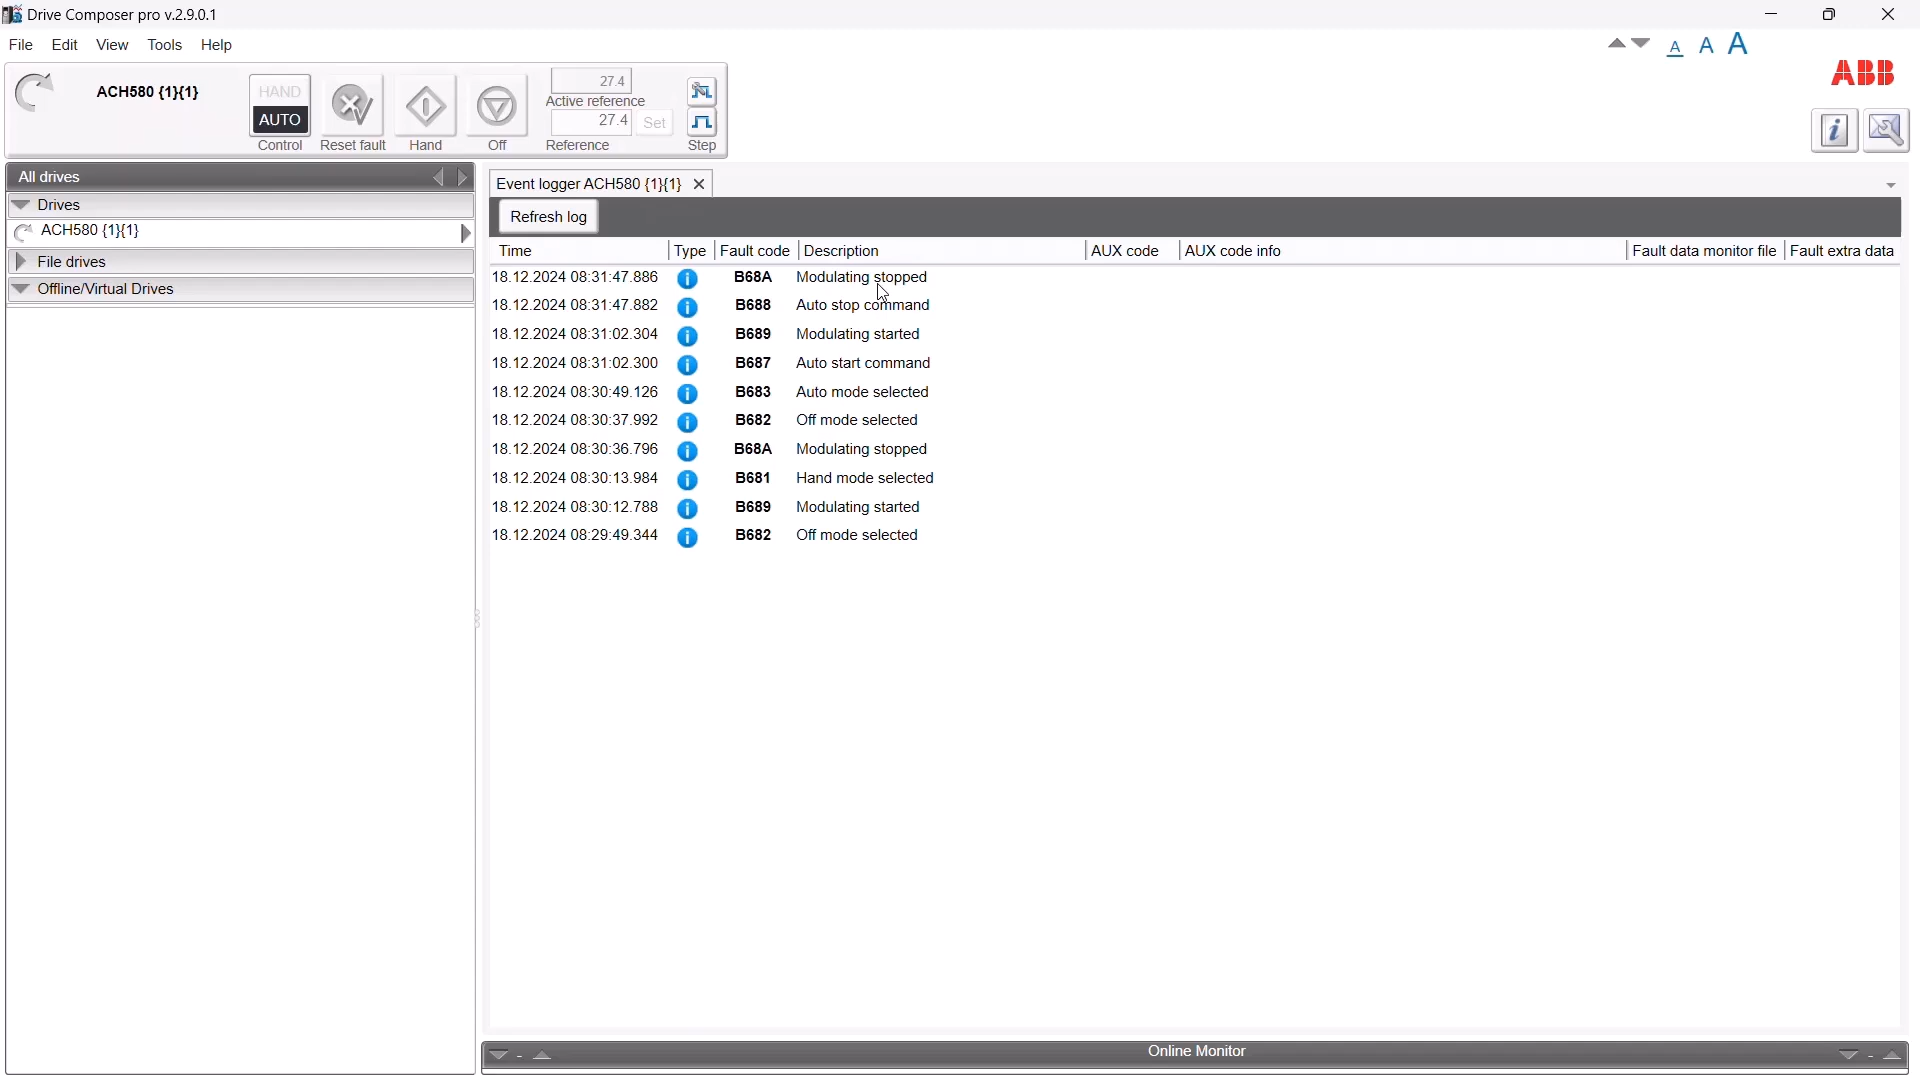 Drive Composer pro v.2.9.0.1
File Edit View Tools Help
A A A
ABB
ACH580 {1}{1}
HAND
AUTO
Control
Reset fault
Hand
Off
27.4
Active reference
27.4 Set
Reference
Step
All drives
Drives
ACH580 {1}{1}
File drives
Offline/Virtual Drives
Event logger ACH580 {1}{1}
Refresh log
Time Type Fault code Description AUX code AUX code info Fault data monitor file Fault extra data
18.12.2024 08:31:47.886 i B68A Modulating stopped
18.12.2024 08:31:47.882 i B688 Auto stop command
18.12.2024 08:31:02.304 i B689 Modulating started
18.12.2024 08:31:02.300 i B687 Auto start command
18.12.2024 08:30:49.126 i B683 Auto mode selected
18.12.2024 08:30:37.992 i B682 Off mode selected
18.12.2024 08:30:36.796 i B68A Modulating stopped
18.12.2024 08:30:13.984 i B681 Hand mode selected
18.12.2024 08:30:12.788 i B689 Modulating started
18.12.2024 08:29:49.344 i B682 Off mode selected
Online Monitor